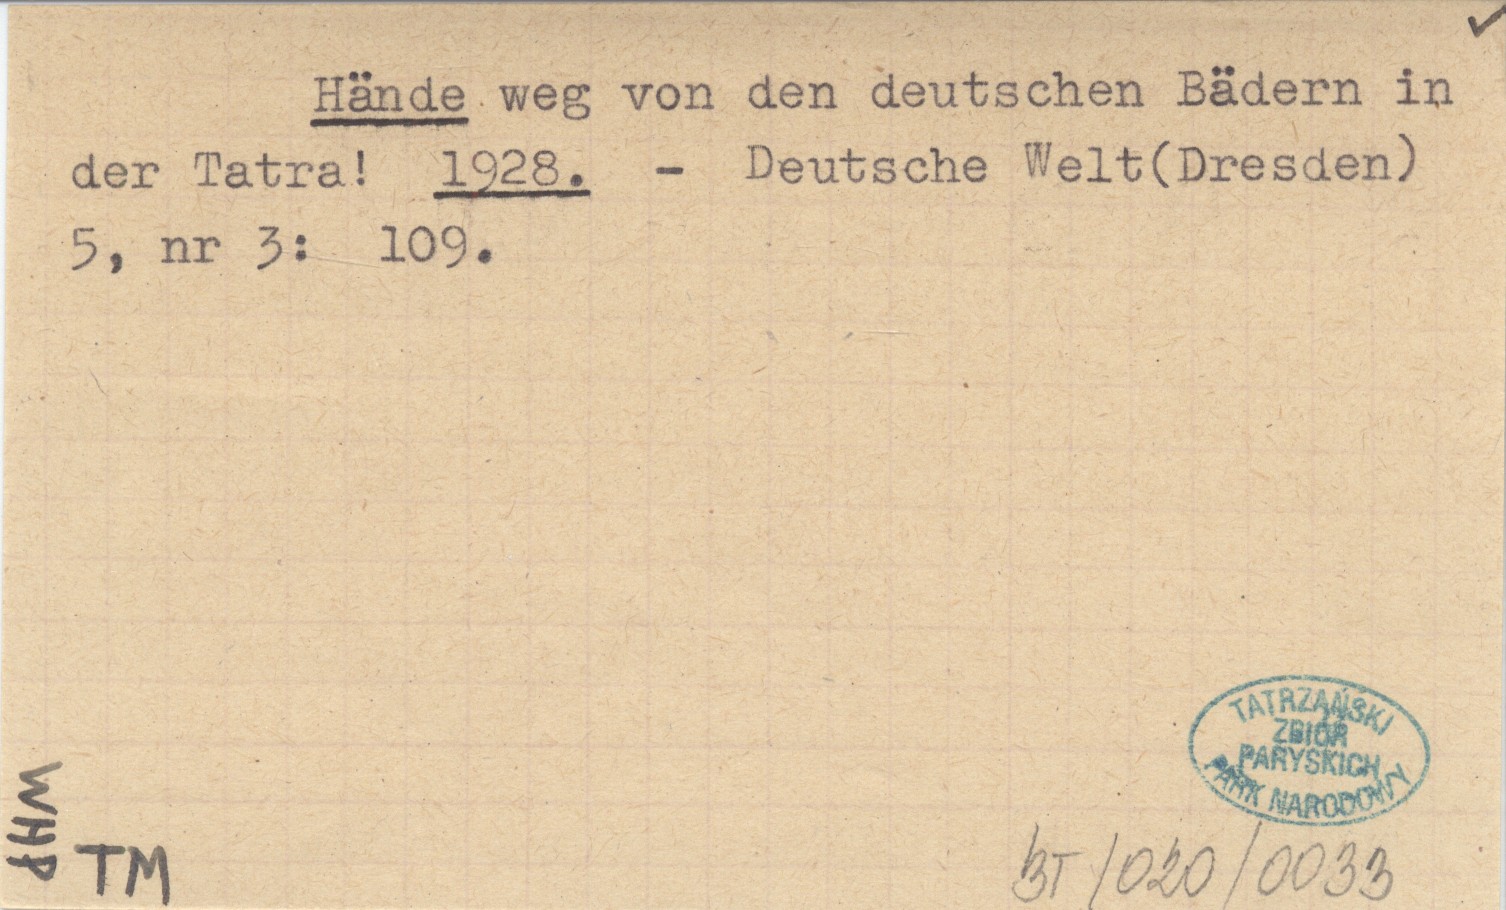 Hände weg von den deutschen Bädern in
der Tatra! 1928. - Deutsche Welt(Dresden)
5, nr 3: 109.
TATRZAŃSKI
ZBIÓR
PARYSKICH
PARK NARODOWY
WHP
TM
BT/020/0033